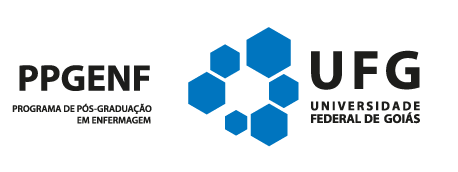 PPGENF
PROGRAMA DE PÓS-GRADUAÇÃO
EM ENFERMAGEM
UFG
UNIVERSIDADE
FEDERAL DE GOIÁS